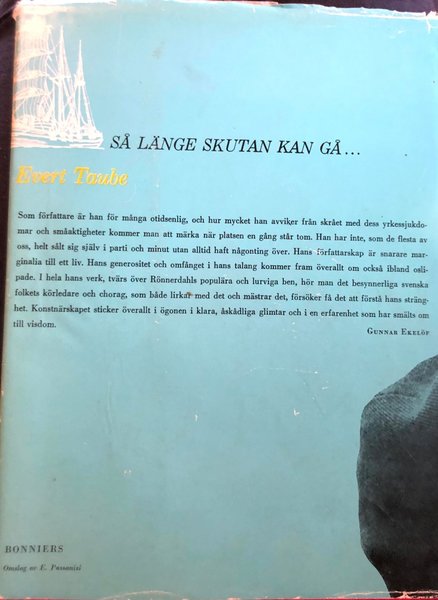 SÅ LÄNGE SKUTAN KAN GÅ...
Evert Taube
Som författare är han för många otidsenlig, och hur mycket han avviker från skrået med dess yrkessjukdo-
mar och småaktigheter kommer man att märka när platsen en gång står tom. Han har inte, som de flesta av
oss, helt sålt sig själv i parti och minut utan alltid haft någonting över. Hans författarskap är snarare mar-
ginalia till ett liv. Hans generositet och omfånget i hans talang kommer fram överallt om också ibland osli-
pade. I hela hans verk, tvärs över Rönnerdahls populära och lurviga ben, hör man det besynnerliga svenska
folkets körledare och chorag, som både lirkar med det och mästrar det, försöker få det att förstå hans sträng-
het. Konstnärskapet sticker överallt i ögonen i klara, åskådliga glimtar och i en erfarenhet som har smälts om
till visdom.
GUNNAR EKELÖF
BONNIERS
Omslag av E. Passanisi